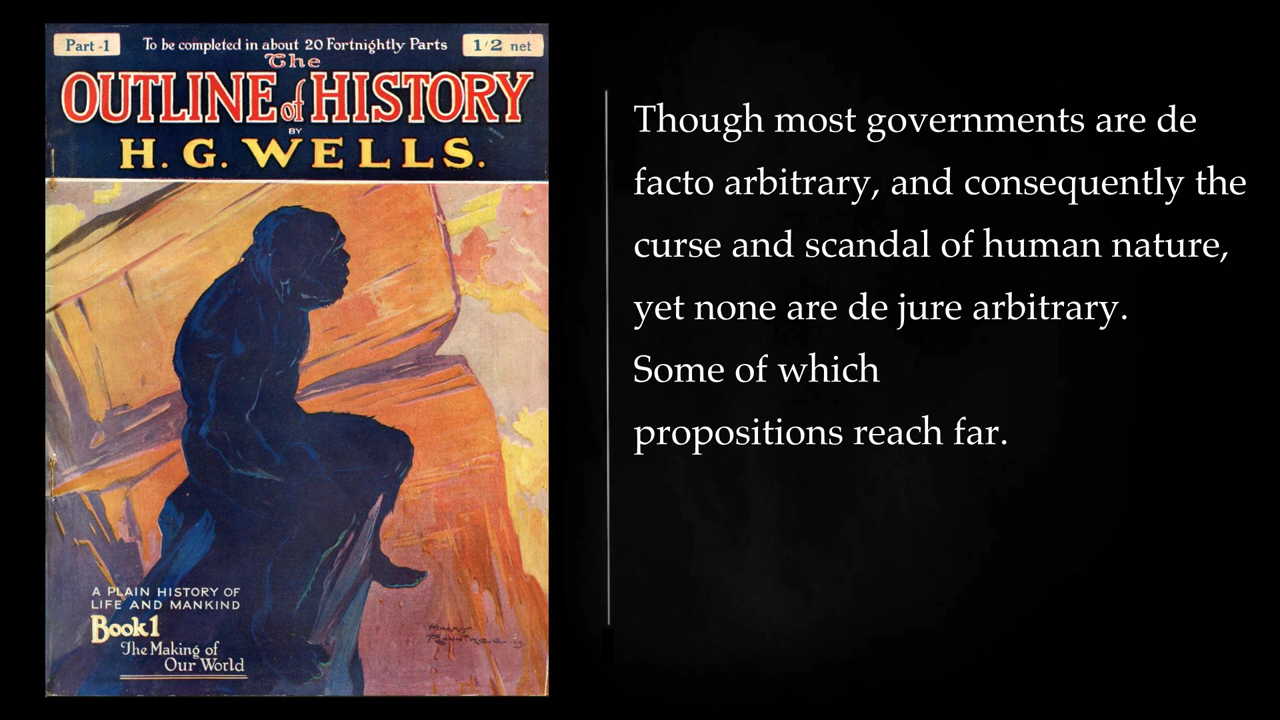 Part -1
To be completed in about 20 Fortnightly Parts
1/2 net
The
OUTLINE of HISTORY
BY
H. G. WELLS.
A PLAIN HISTORY OF
LIFE AND MANKIND
Book 1
The Making of
Our World
Though most governments are de
facto arbitrary, and consequently the
curse and scandal of human nature,
yet none are de jure arbitrary.
Some of which
propositions reach far.